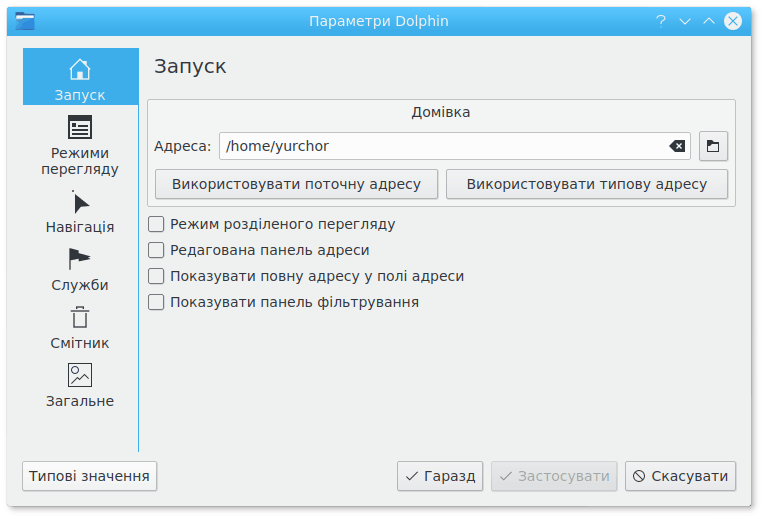 Параметри Dolphin
Запуск
Режими
перегляду
Навігація
Служби
Смітник
Загальне
Запуск
Домівка
Адреса: /home/yurchor
Використовувати поточну адресу Використовувати типову адресу
Режим розділеного перегляду
Редагована панель адреси
Показувати повну адресу у полі адреси
Показувати панель фільтрування
Типові значення Гаразд Застосувати Скасувати